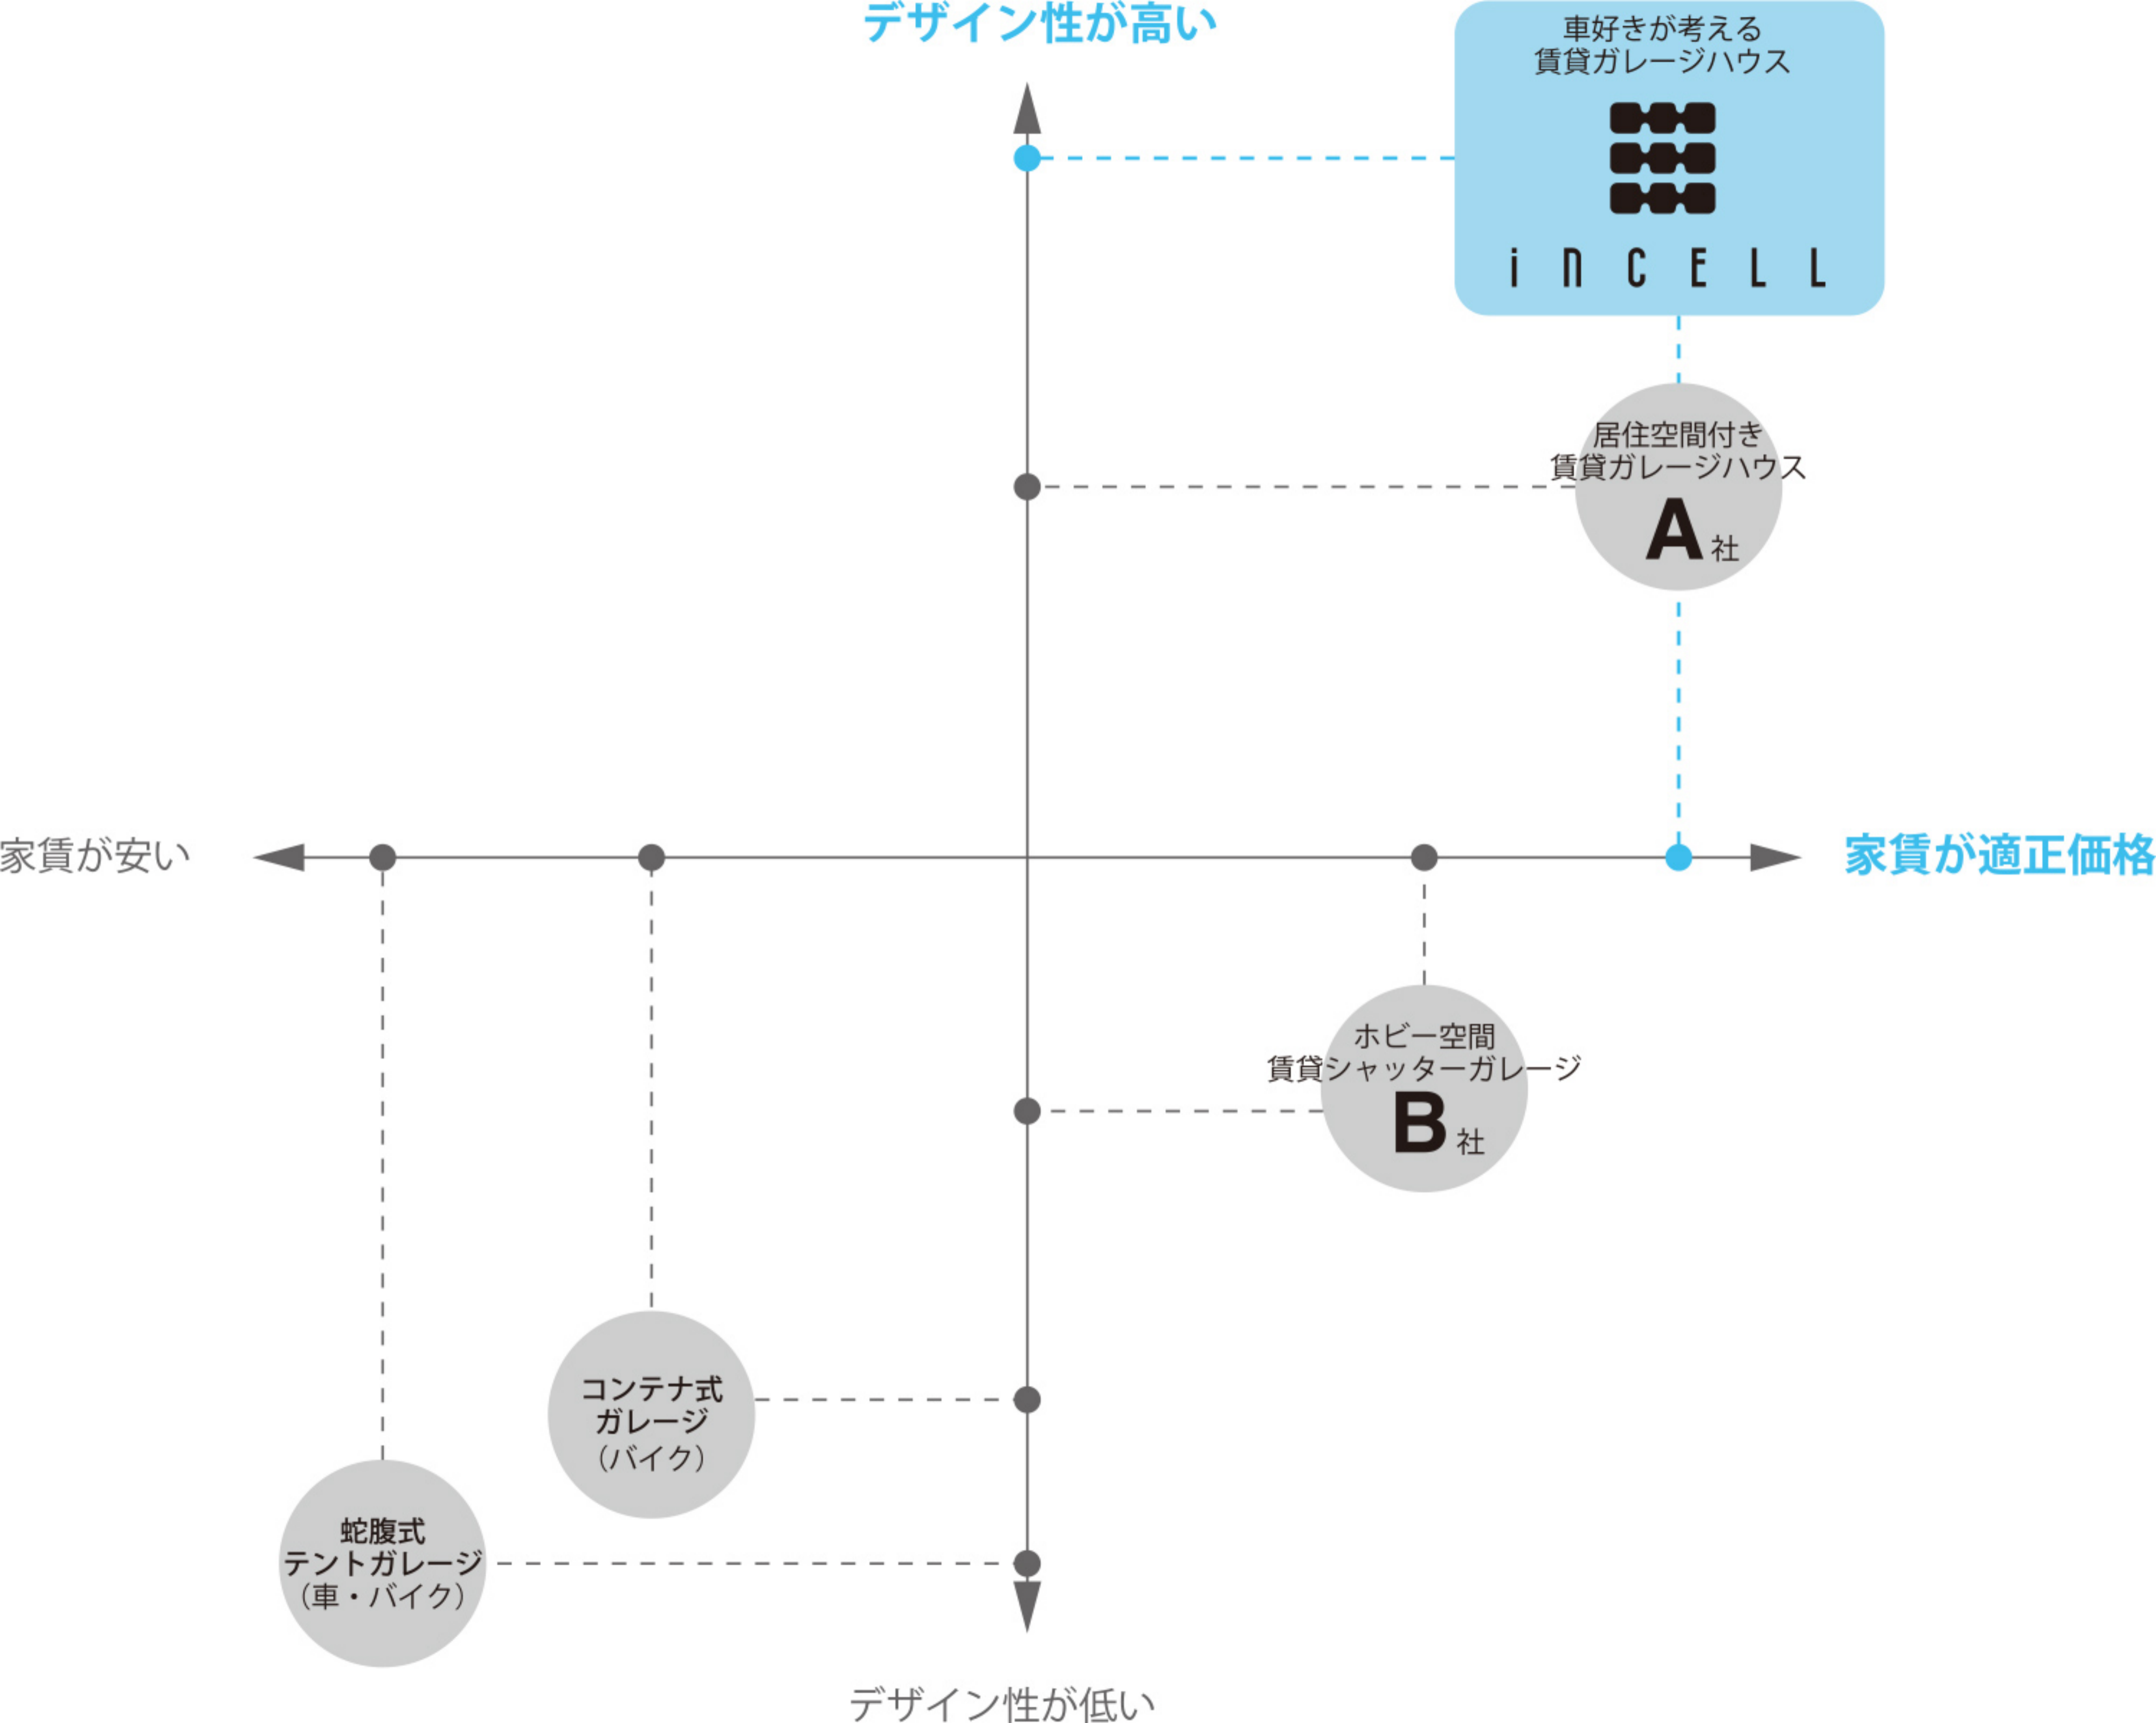 デザイン性が高い
車好きが考える
賃貸ガレージハウス
iNCELL
居住空間付き
賃貸ガレージハウス
A社
家賃が安い
家賃が適正価格
ホビー空間
賃貸シャッターガレージ
B社
コンテナ式
ガレージ
（バイク）
蛇腹式
テントガレージ
（車・バイク）
デザイン性が低い